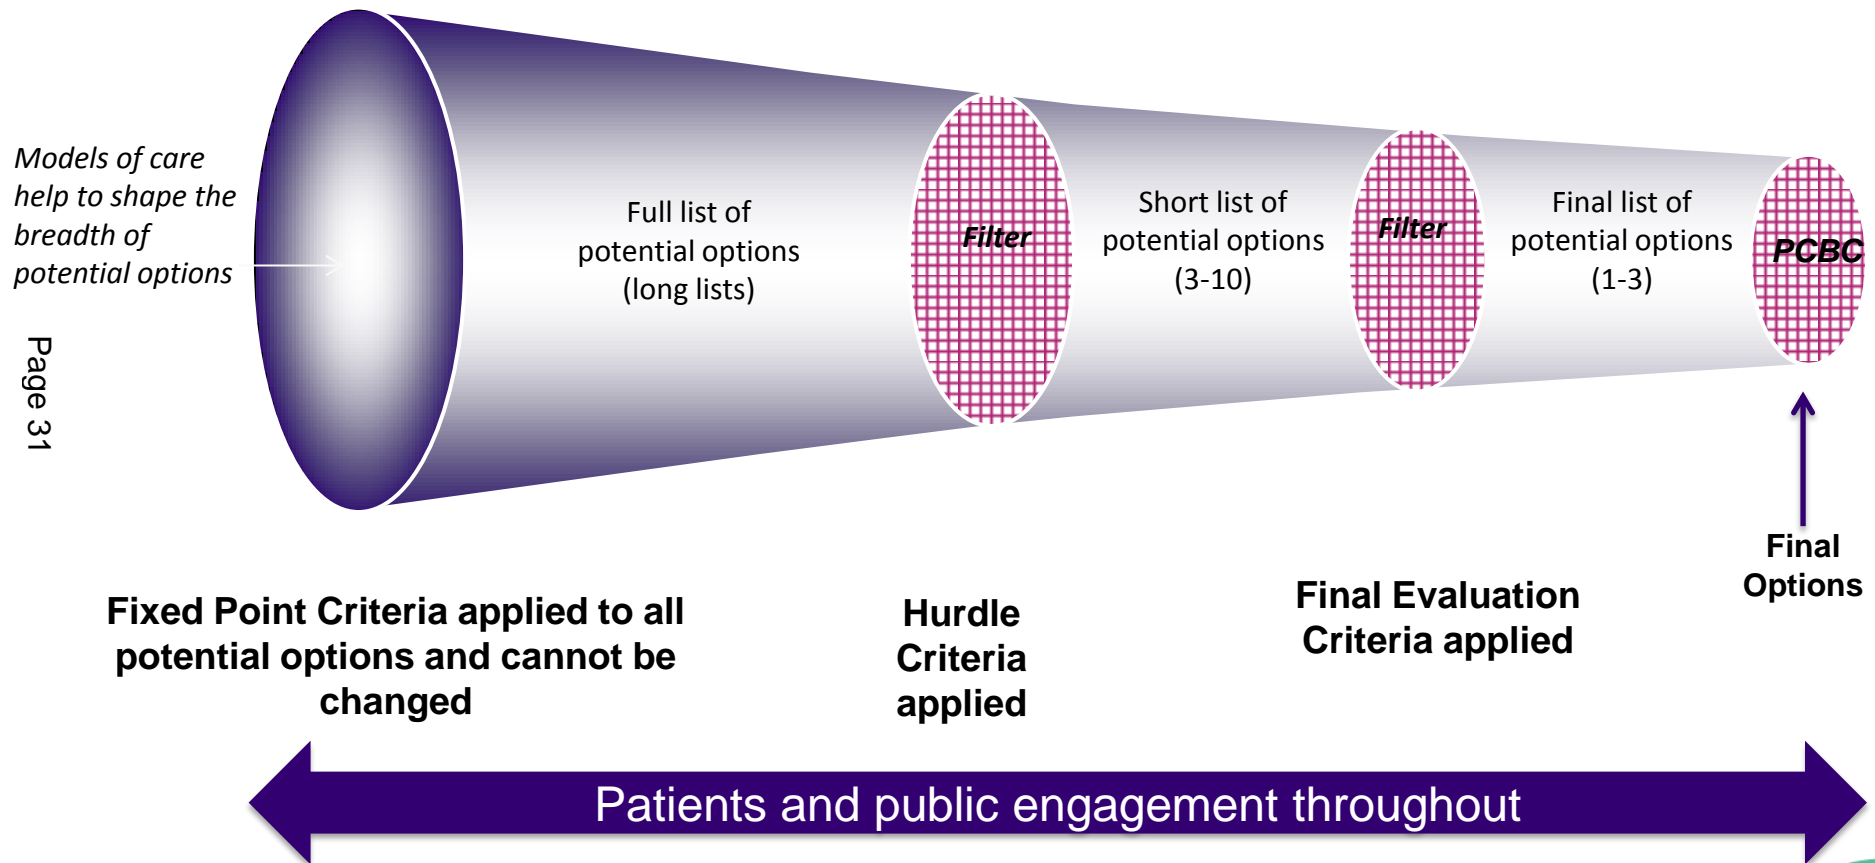 Models of care
help to shape the
breadth of
potential options
Page 31
Full list of
potential options
(long lists)
Filter
Short list of
potential options
(3-10)
Filter
Final list of
potential options
(1-3)
PCBC
Final
Options
Fixed Point Criteria applied to all
potential options and cannot be
changed
Hurdle
Criteria
applied
Final Evaluation
Criteria applied
Patients and public engagement throughout